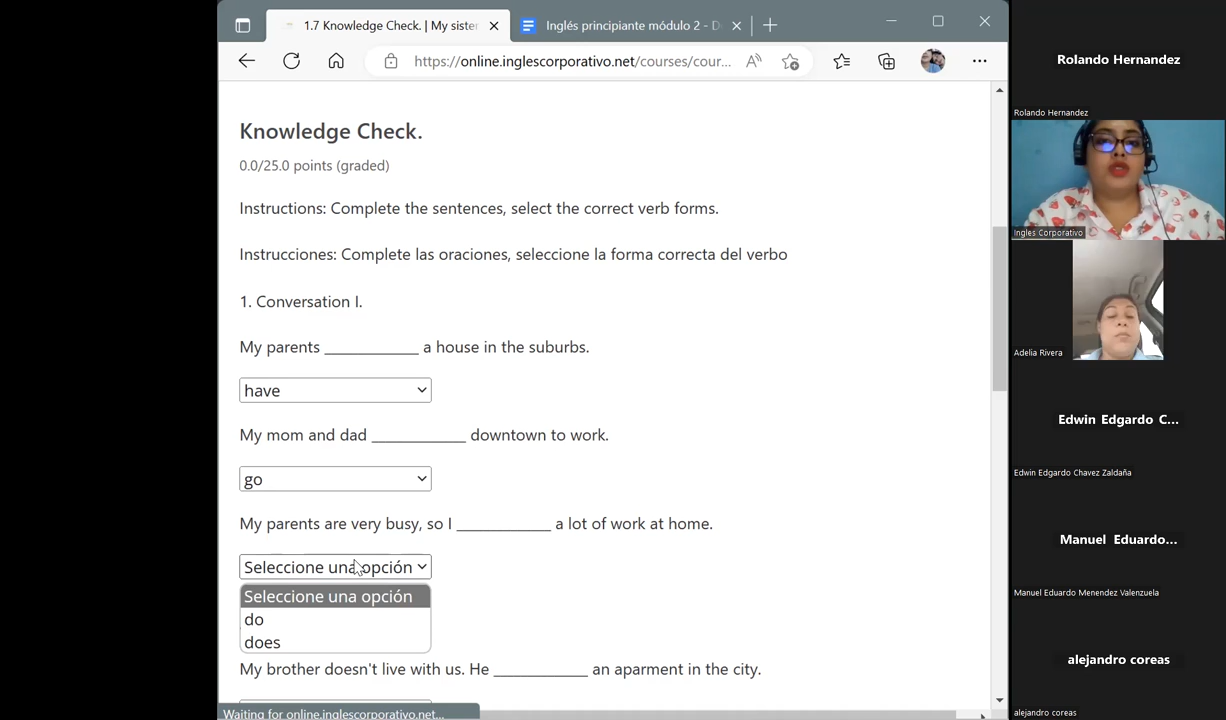 1.7 Knowledge Check. | My sister
Inglés principiante módulo 2 - D
https://online.inglescorporativo.net/courses/cour...
Knowledge Check.
0.0/25.0 points (graded)
Instructions: Complete the sentences, select the correct verb forms.
Instrucciones: Complete las oraciones, seleccione la forma correcta del verbo
1. Conversation I.
My parents ____________ a house in the suburbs.
have
My mom and dad ____________ downtown to work.
go
My parents are very busy, so I ____________ a lot of work at home.
Seleccione una opción
Seleccione una opción
do
does
My brother doesn't live with us. He ____________ an aparment in the city.
Waiting for online.inglescorporativo.net...
Rolando Hernandez
Rolando Hernandez
Ingles Corporativo
Adelia Rivera
Edwin Edgardo C...
Edwin Edgardo Chavez Zaldaña
Manuel Eduardo...
Manuel Eduardo Menendez Valenzuela
alejandro coreas
alejandro coreas